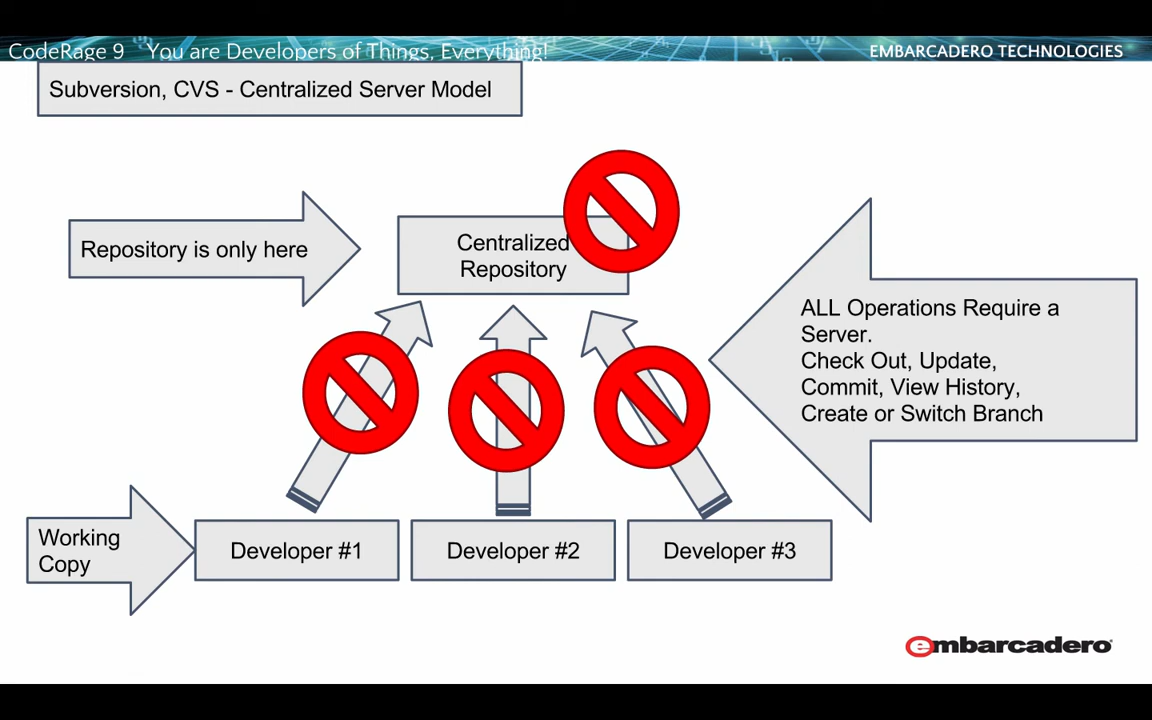 CodeRage 9 You are Developers of Things, Everything!
EMBARCADERO TECHNOLOGIES
Subversion, CVS - Centralized Server Model
Repository is only here
Centralized
Repository
ALL Operations Require a
Server.
Check Out, Update,
Commit, View History,
Create or Switch Branch
Working
Copy
Developer #1
Developer #2
Developer #3
embarcadero